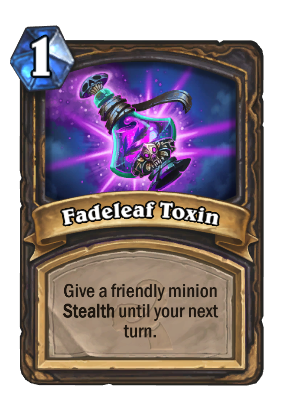 1
Fadeleaf Toxin
Give a friendly minion
Stealth until your next
turn.